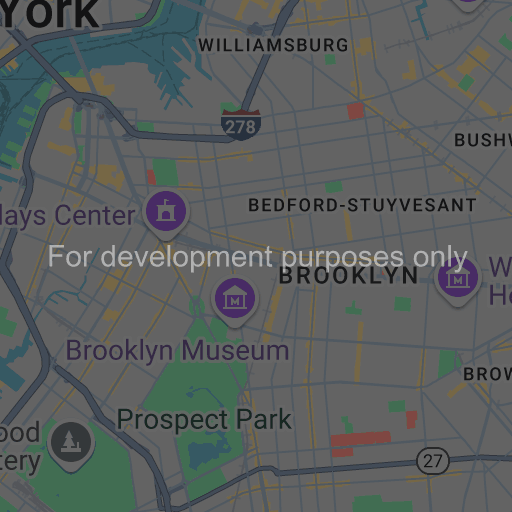 York
WILLIAMSBURG
278
BUSHW
BEDFORD-STUYVESANT
lays Center
For development purposes only
BROOKLYN
W
He
Brooklyn Museum
BROW
Prospect Park
ood
tery
27